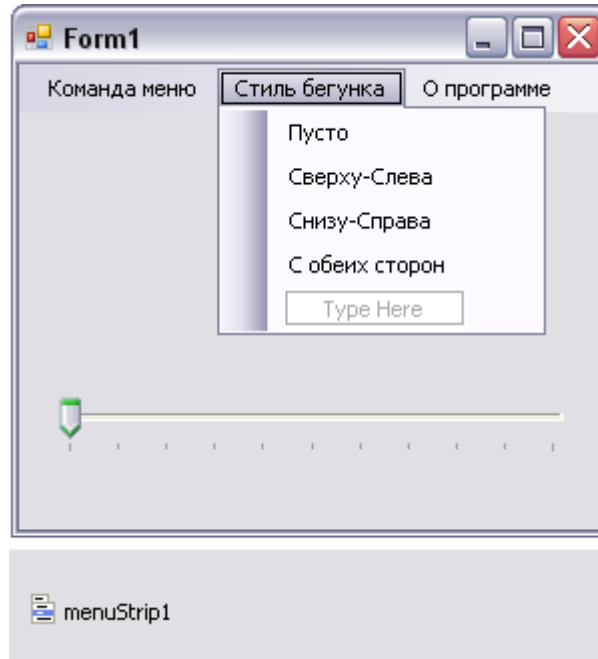 Form1
Команда меню Стиль бегунка О программе
Пусто
Сверху-Слева
Снизу-Справа
С обеих сторон
Type Here
menuStrip1